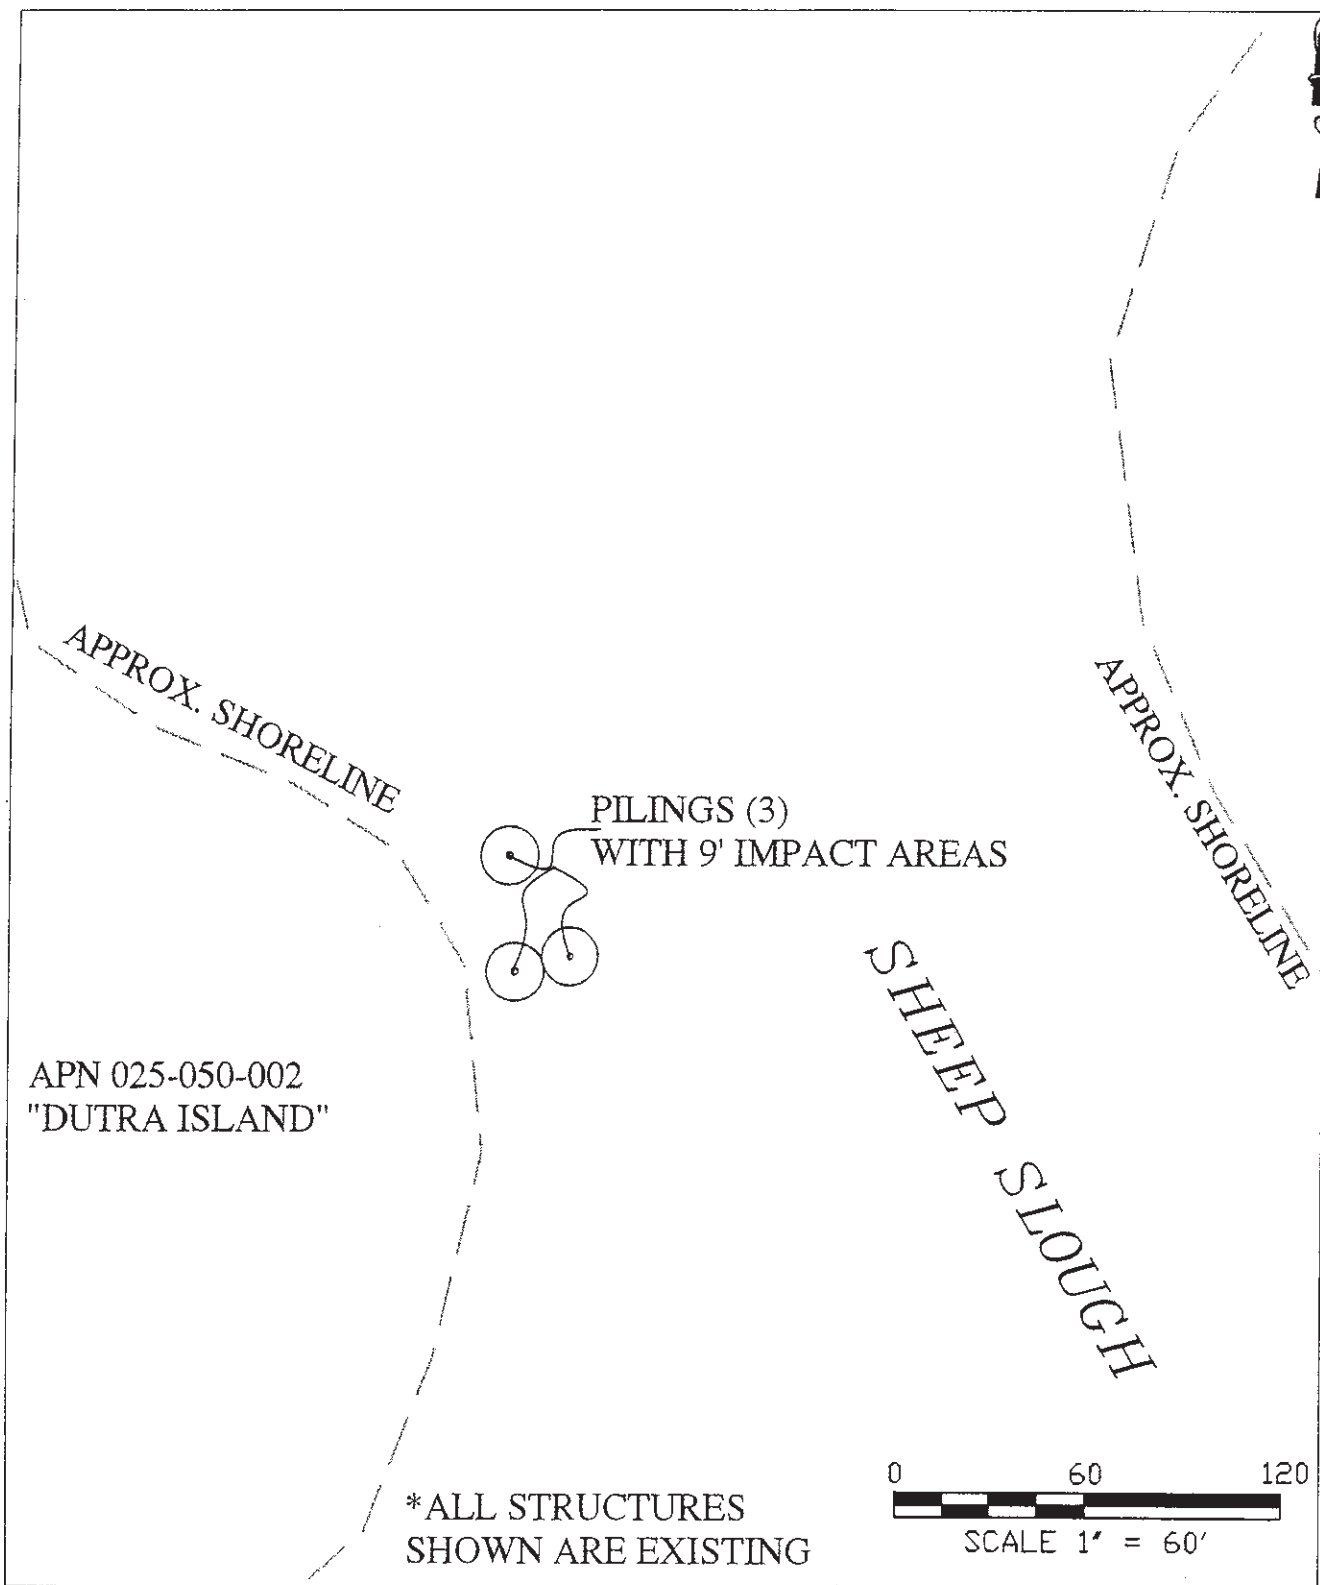 APPROX. SHORELINE
APPROX. SHORELINE
PILINGS (3)
WITH 9' IMPACT AREAS
SHEEP SLOUGH
APN 025-050-002
"DUTRA ISLAND"
*ALL STRUCTURES
SHOWN ARE EXISTING
0 60 120
SCALE 1" = 60'